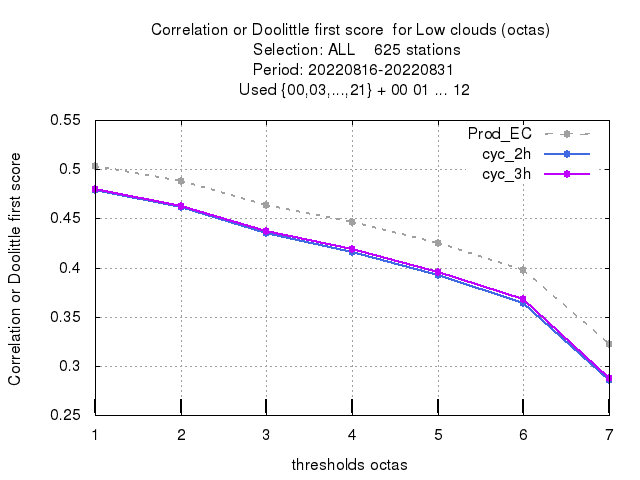 Correlation or Doolittle first score  for Low clouds (octas)
Selection: ALL    625 stations
Period: 20220816-20220831
Used {00,03,...,21} + 00 01 ... 12
Correlation or Doolittle first score
0.55
0.5
0.45
0.4
0.35
0.3
0.25
Prod_EC
cyc_2h
cyc_3h
1 2 3 4 5 6 7
thresholds octas